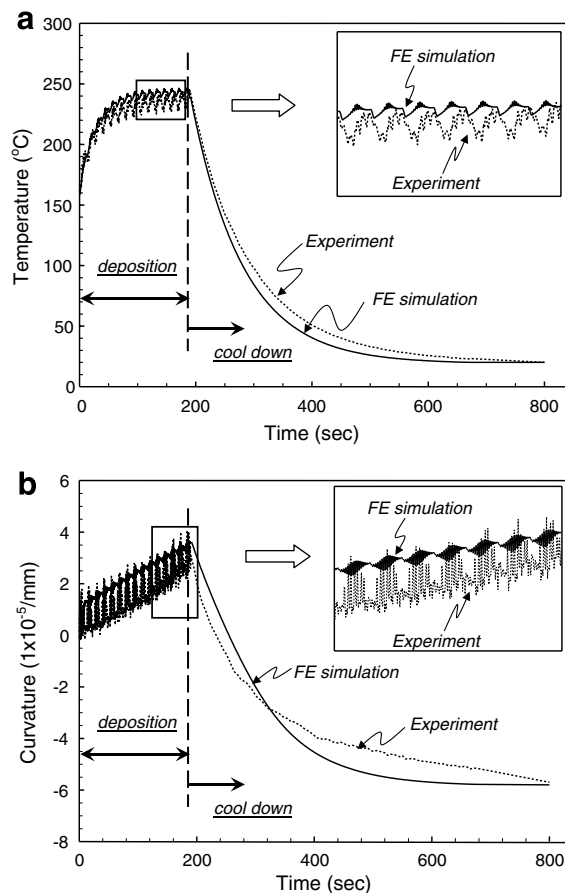 a
300
250
200
150
100
50
0
Temperature (°C)
FE simulation
Experiment
Experiment
FE simulation
deposition
cool down
0
200
400
600
800
Time (sec)
b
6
4
2
0
-2
-4
-6
-8
Curvature (1x10-5/mm)
FE simulation
Experiment
FE simulation
Experiment
deposition
cool down
0
200
400
600
800
Time (sec)